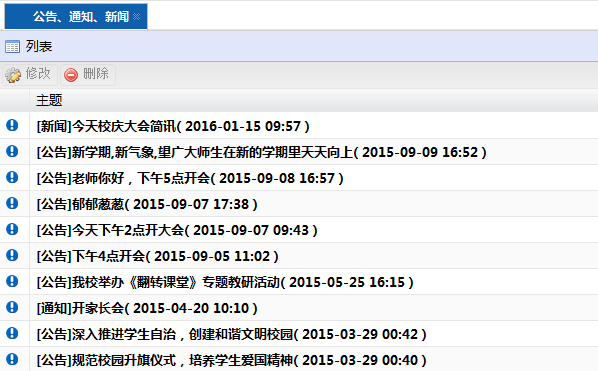 公告、通知、新闻
列表
修改 删除
主题
[新闻]今天校庆大会简讯( 2016-01-15 09:57 )
[公告]新学期,新气象,望广大师生在新的学期里天天向上( 2015-09-09 16:52 )
[公告]老师你好，下午5点开会( 2015-09-08 16:57 )
[公告]郁郁葱葱( 2015-09-07 17:38 )
[公告]今天下午2点开大会( 2015-09-07 09:43 )
[公告]下午4点开会( 2015-09-05 11:02 )
[公告]我校举办《翻转课堂》专题教研活动( 2015-05-25 16:15 )
[通知]开家长会( 2015-04-20 10:10 )
[公告]深入推进学生自治，创建和谐文明校园( 2015-03-29 00:42 )
[公告]规范校园升旗仪式，培养学生爱国精神( 2015-03-29 00:40 )